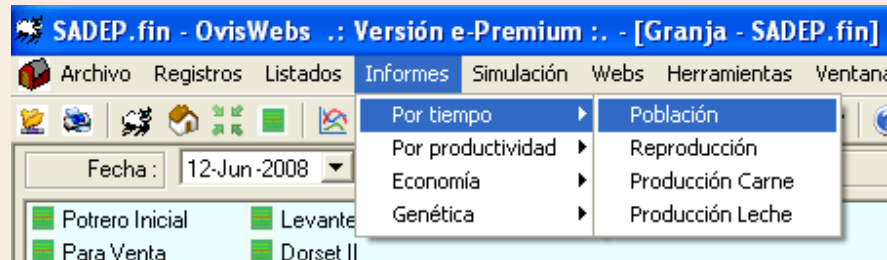 SADEP.fin - OvisWebs .: Versión e-Premium :. - [Granja - SADEP.fin]
Archivo Registros Listados Informes Simulación Webs Herramientas Ventana
Por tiempo Población
Por productividad Reproducción
Fecha : 12-Jun-2008
Economía Producción Carne
Genética Producción Leche
Potrero Inicial Levante
Para Venta Dorset II